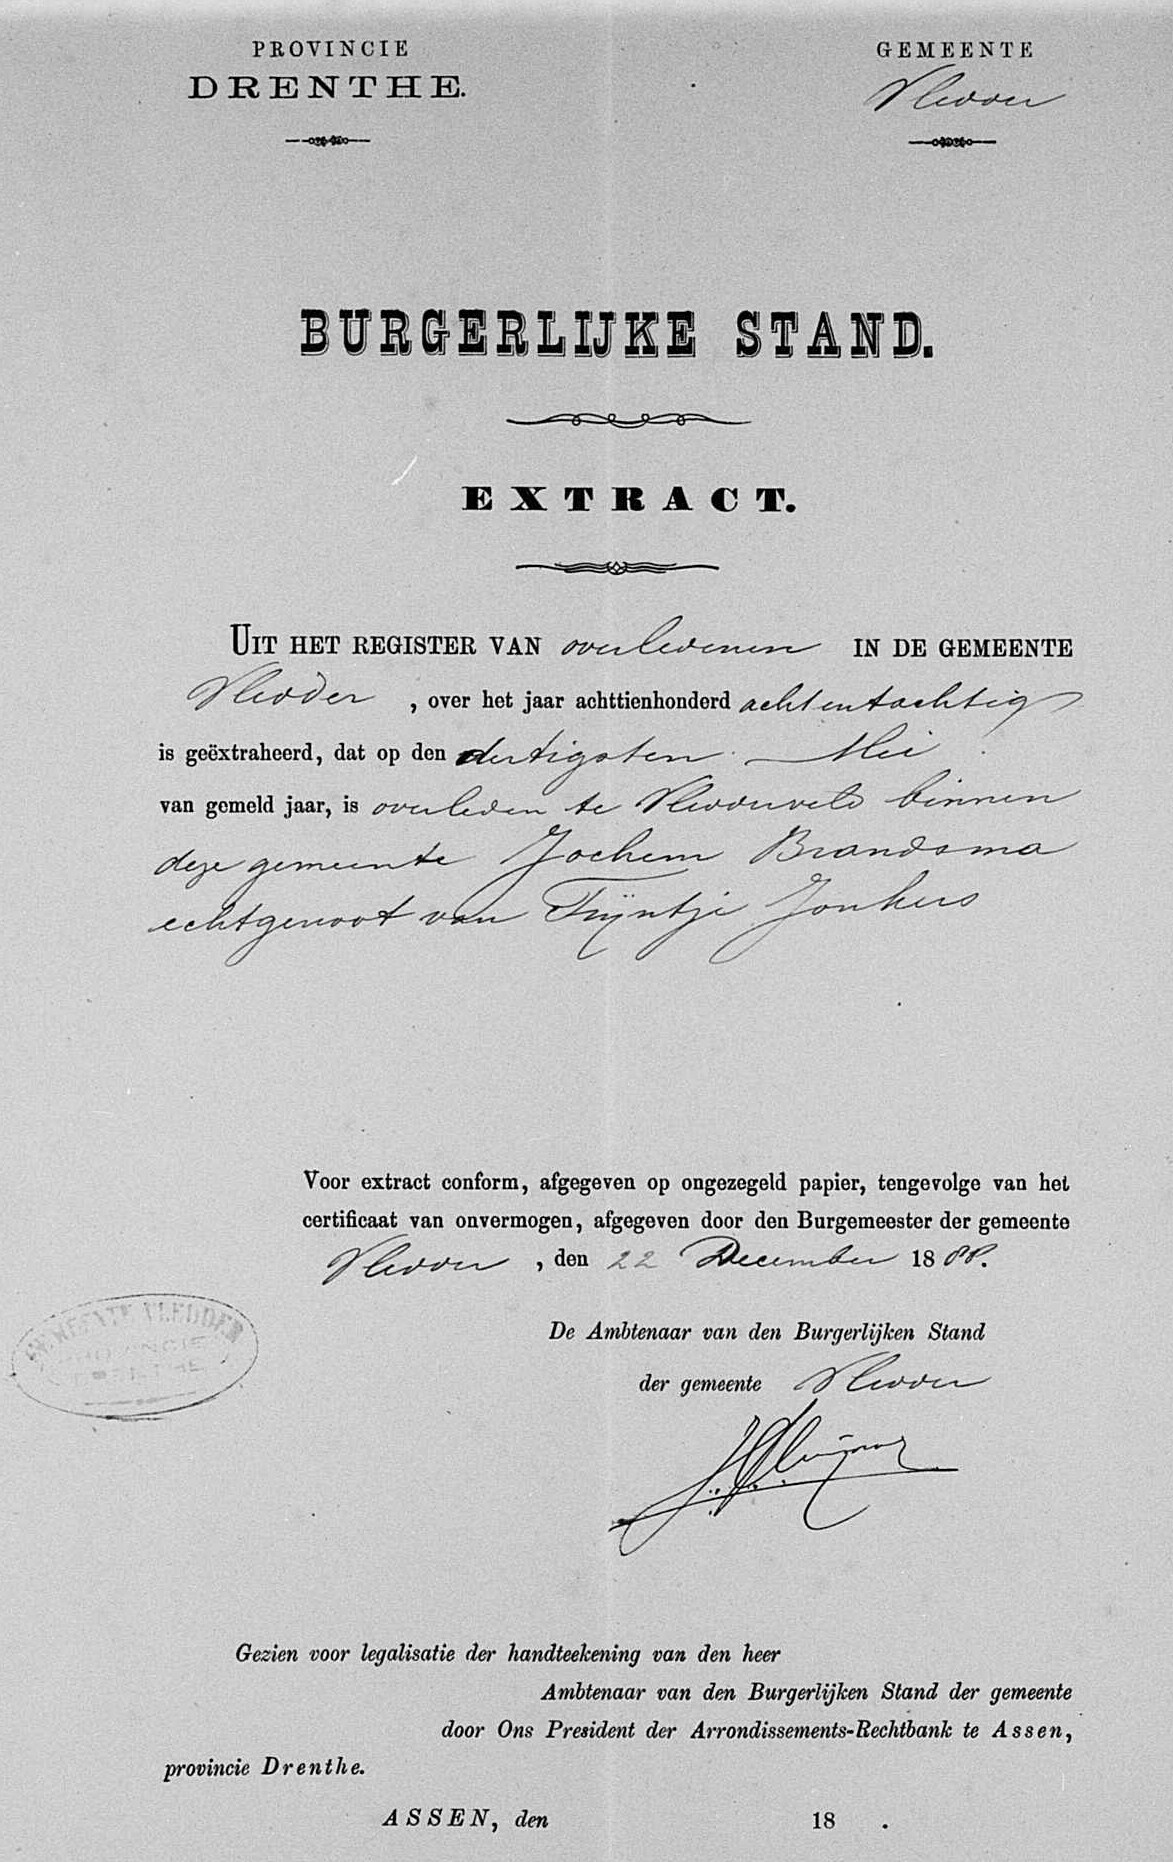 PROVINCIE
DRENTHE.
GEMEENTE
Vledder
BURGERLIJKE STAND.
EXTRACT.
UIT HET REGISTER VAN overledenen IN DE GEMEENTE
Vledder , over het jaar achttienhonderd achtentachtig
is geëxtraheerd, dat op den dertigsten Mei
van gemeld jaar, is overleden te Vledderveld binnen
deze gemeente Jochem Brandsma
echtgenoot van Trijntje Jonkers
Voor extract conform, afgegeven op ongezegeld papier, tengevolge van het
certificaat van onvermogen, afgegeven door den Burgemeester der gemeente
Vledder , den 22 December 1888.
GEMEENTE VLEDDER
PROVINCIE
DRENTHE
De Ambtenaar van den Burgerlijken Stand
der gemeente Vledder
Gezien voor legalisatie der handteekening van den heer
Ambtenaar van den Burgerlijken Stand der gemeente
door Ons President der Arrondissements-Rechtbank te Assen,
provincie Drenthe.
ASSEN, den 18 .